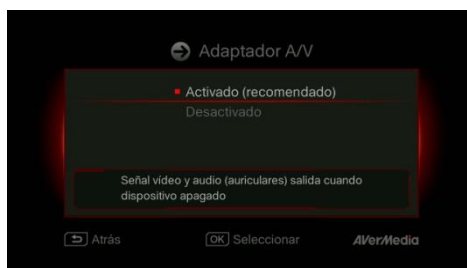 Adaptador A/V
Activado (recomendado)
Desactivado
Señal vídeo y audio (auriculares) salida cuando
dispositivo apagado
Atrás
OK Seleccionar
AVerMedia